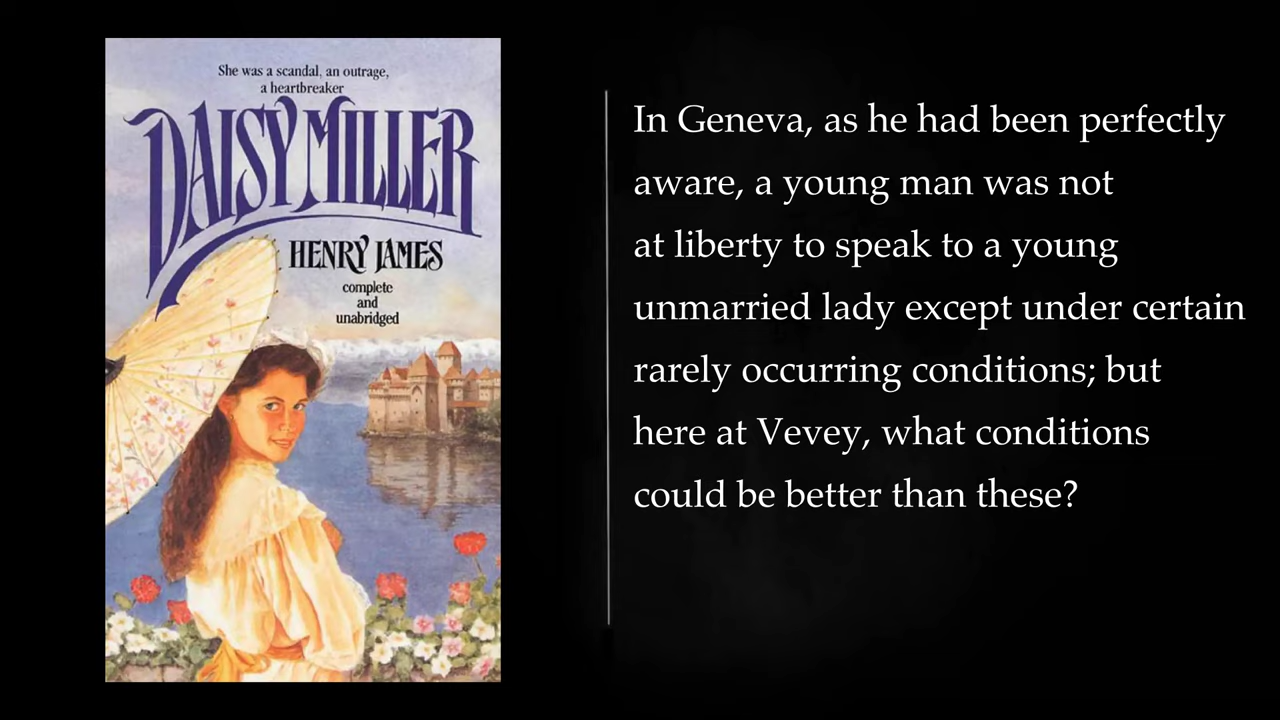 She was a scandal, an outrage,
a heartbreaker
DAISY MILLER
HENRY JAMES
complete
and
unabridged
In Geneva, as he had been perfectly
aware, a young man was not
at liberty to speak to a young
unmarried lady except under certain
rarely occurring conditions; but
here at Vevey, what conditions
could be better than these?